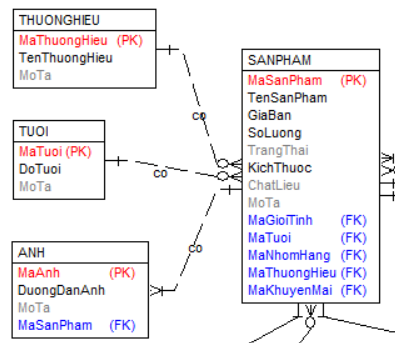 THUONGHIEU
MaThuongHieu (PK)
TenThuongHieu
MoTa
TUOI
MaTuoi (PK)
DoTuoi
MoTa
ANH
MaAnh (PK)
DuongDanAnh
MoTa
MaSanPham (FK)
co
co
co
SANPHAM
MaSanPham (PK)
TenSanPham
GiaBan
SoLuong
TrangThai
KichThuoc
ChatLieu
MoTa
MaGioiTinh (FK)
MaTuoi (FK)
MaNhomHang (FK)
MaThuongHieu (FK)
MaKhuyenMai (FK)